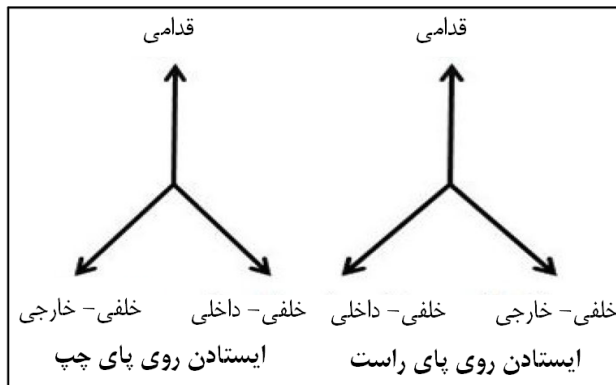 قدامی قدامی
خلفی- خارجی خلفی- داخلی خلفی- داخلی خلفی- خارجی
ایستادن روی پای راست ایستادن روی پای چپ